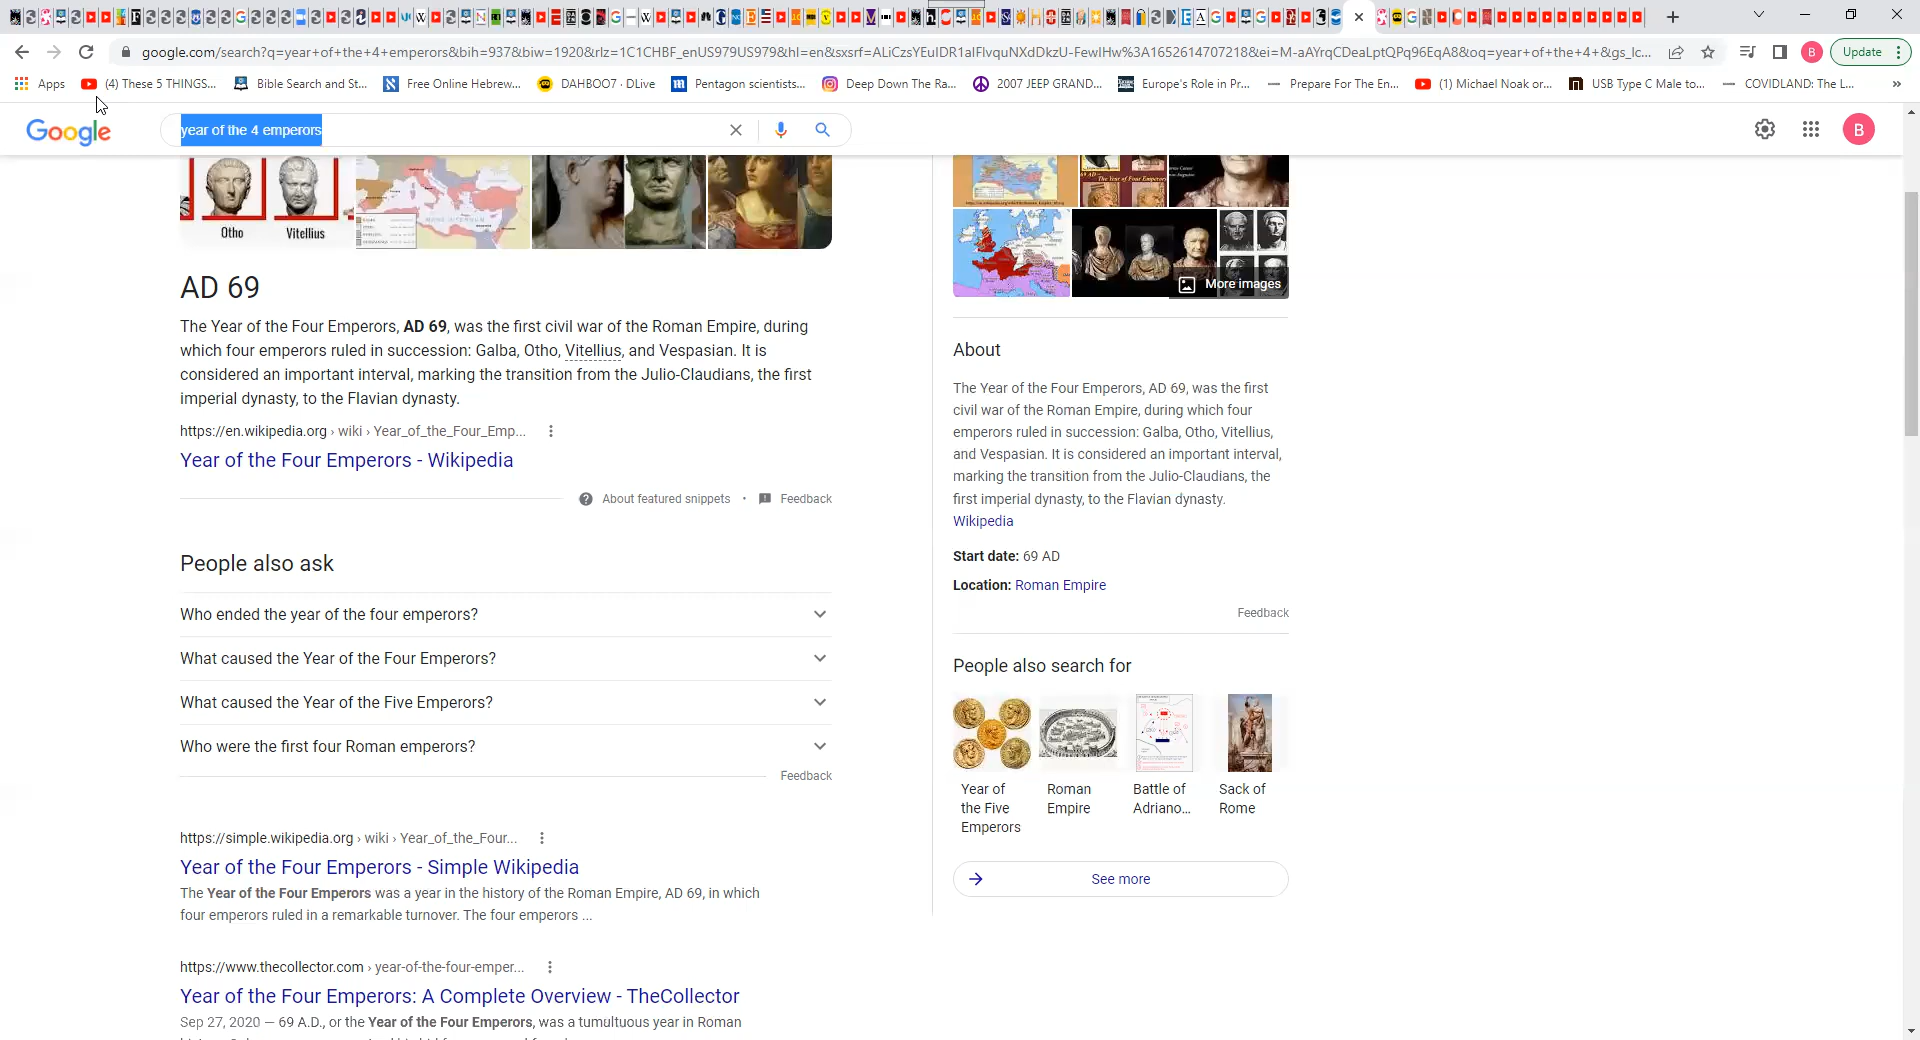 google.com/search?q=year+of+the+4+emperors&bih=937&biw=1920&rlz=1C1CHBF_enUS979US979&hl=en&sxsrf=ALiCzsYEuIDR1alFlvquNXdDkzU-FewIHw%3A1652614707218&ei=M-aAYrqCDeaLptQPq96EqA8&oq=year+of+the+4+&gs_lc...
Update
Apps
(4) These 5 THINGS...
Bible Search and St...
Free Online Hebrew...
DAHBOO7 · DLive
Pentagon scientists...
Deep Down The Ra...
2007 JEEP GRAND...
Europe's Role in Pr...
Prepare For The En...
(1) Michael Noak or...
USB Type C Male to...
COVIDLAND: The L...
Google
year of the 4 emperors
B
Otho
Vitellius
69 AD -
The Year of Four Emperors
More images
AD 69
The Year of the Four Emperors, AD 69, was the first civil war of the Roman Empire, during
which four emperors ruled in succession: Galba, Otho, Vitellius, and Vespasian. It is
considered an important interval, marking the transition from the Julio-Claudians, the first
imperial dynasty, to the Flavian dynasty.
https://en.wikipedia.org › wiki › Year_of_the_Four_Emp...
Year of the Four Emperors - Wikipedia
About featured snippets
•
Feedback
People also ask
Who ended the year of the four emperors?
What caused the Year of the Four Emperors?
What caused the Year of the Five Emperors?
Who were the first four Roman emperors?
Feedback
https://simple.wikipedia.org › wiki › Year_of_the_Four...
Year of the Four Emperors - Simple Wikipedia
The Year of the Four Emperors was a year in the history of the Roman Empire, AD 69, in which
four emperors ruled in a remarkable turnover. The four emperors ...
https://www.thecollector.com › year-of-the-four-emper...
Year of the Four Emperors: A Complete Overview - TheCollector
Sep 27, 2020 — 69 A.D., or the Year of the Four Emperors, was a tumultuous year in Roman
About
The Year of the Four Emperors, AD 69, was the first
civil war of the Roman Empire, during which four
emperors ruled in succession: Galba, Otho, Vitellius,
and Vespasian. It is considered an important interval,
marking the transition from the Julio-Claudians, the
first imperial dynasty, to the Flavian dynasty.
Wikipedia
Start date: 69 AD
Location: Roman Empire
Feedback
People also search for
Year of
the Five
Emperors
Roman
Empire
Battle of
Adriano...
Sack of
Rome
See more